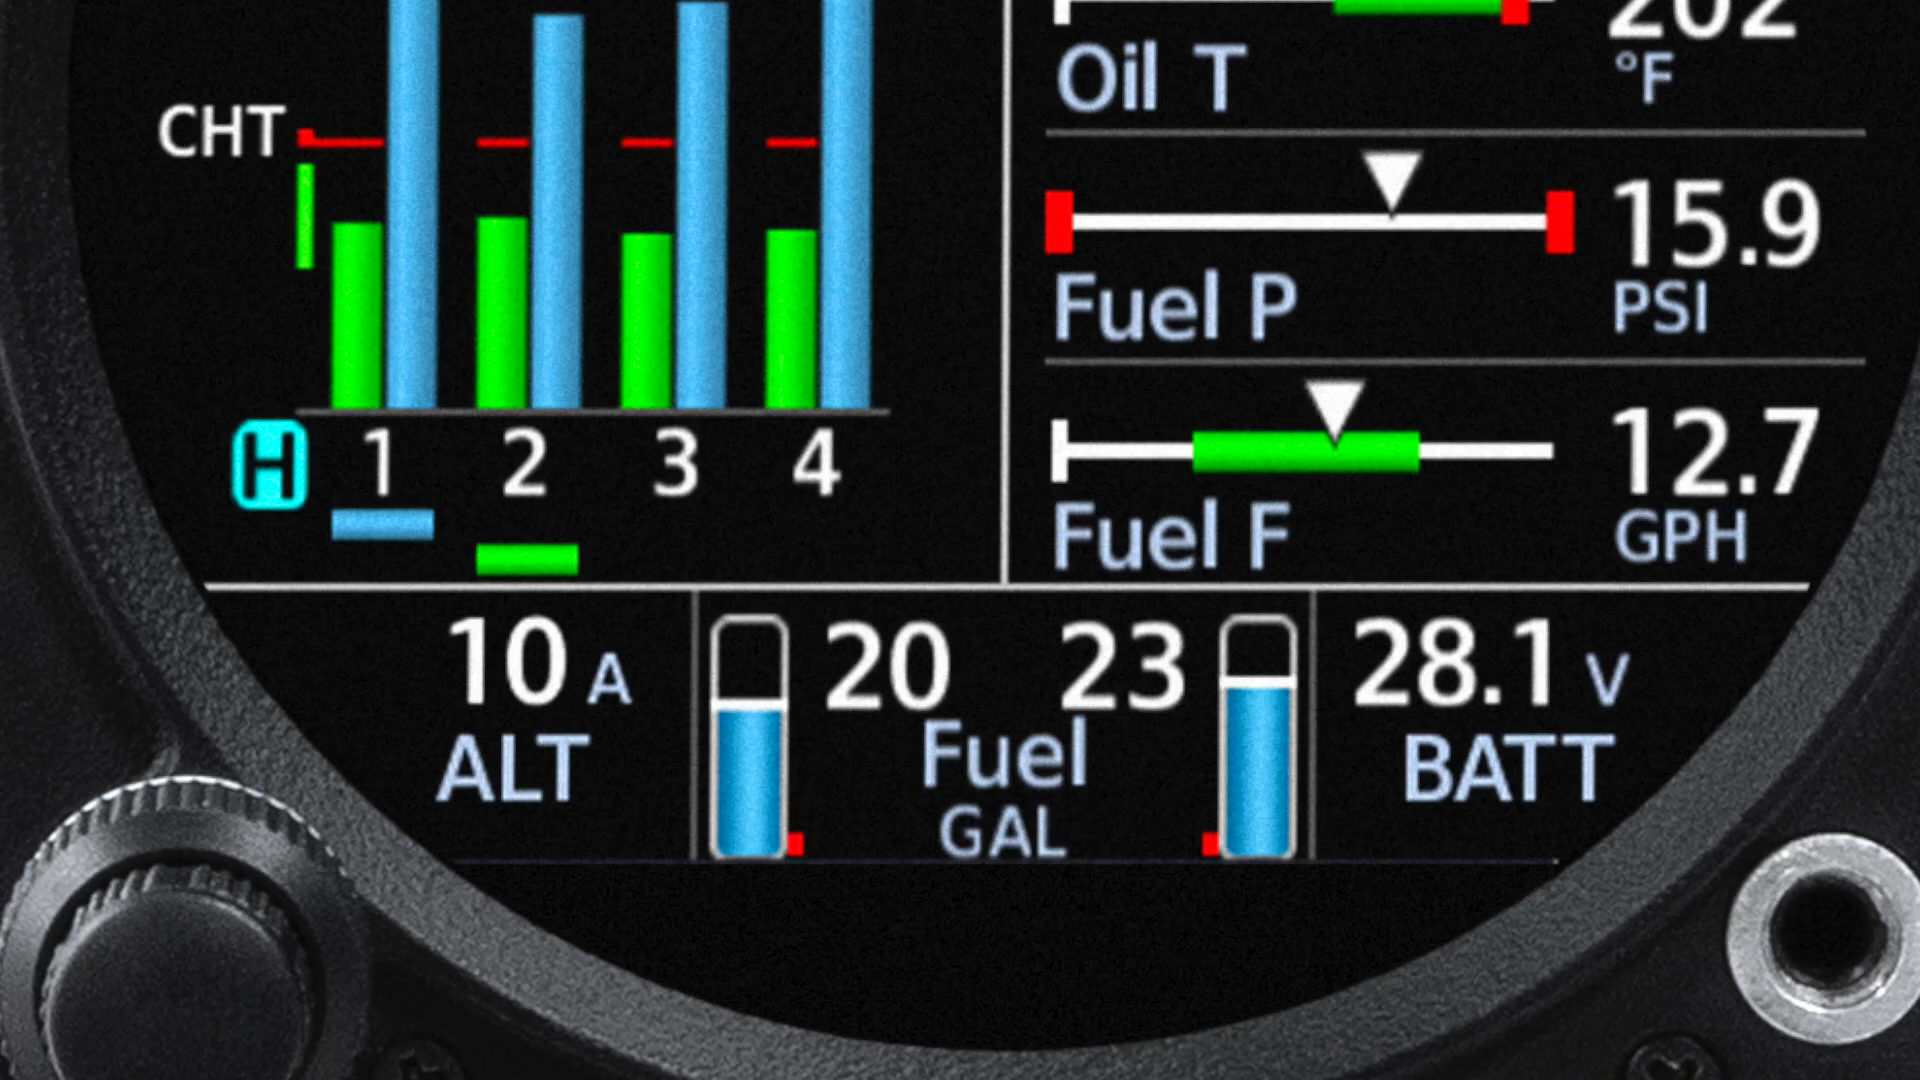 202
Oil T °F
CHT
15.9
Fuel P PSI
12.7
Fuel F GPH
H 1 2 3 4
10 A 20 23 28.1 V
ALT Fuel BATT
GAL